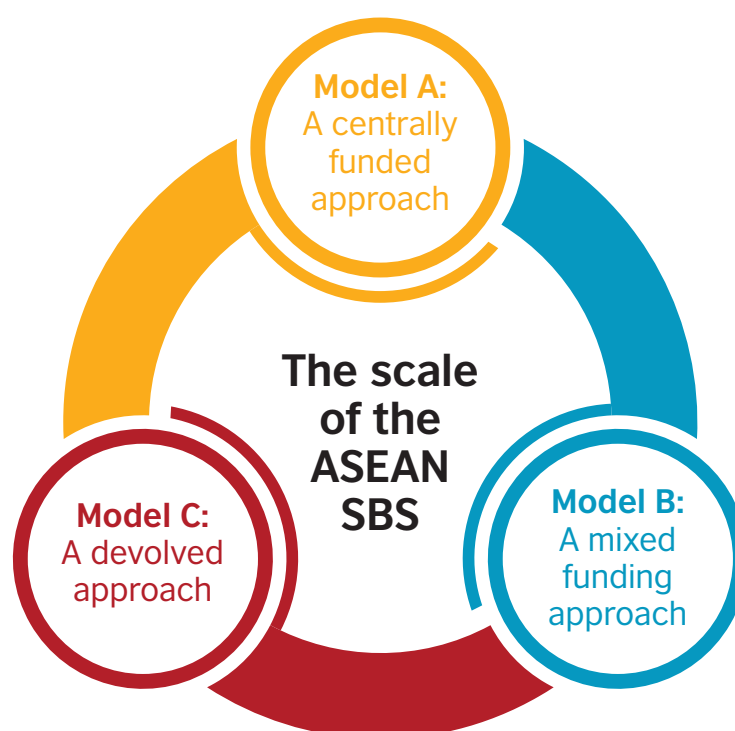 Model A:
A centrally
funded
approach
The scale
of the
ASEAN
SBS
Model B:
A mixed
funding
approach
Model C:
A devolved
approach